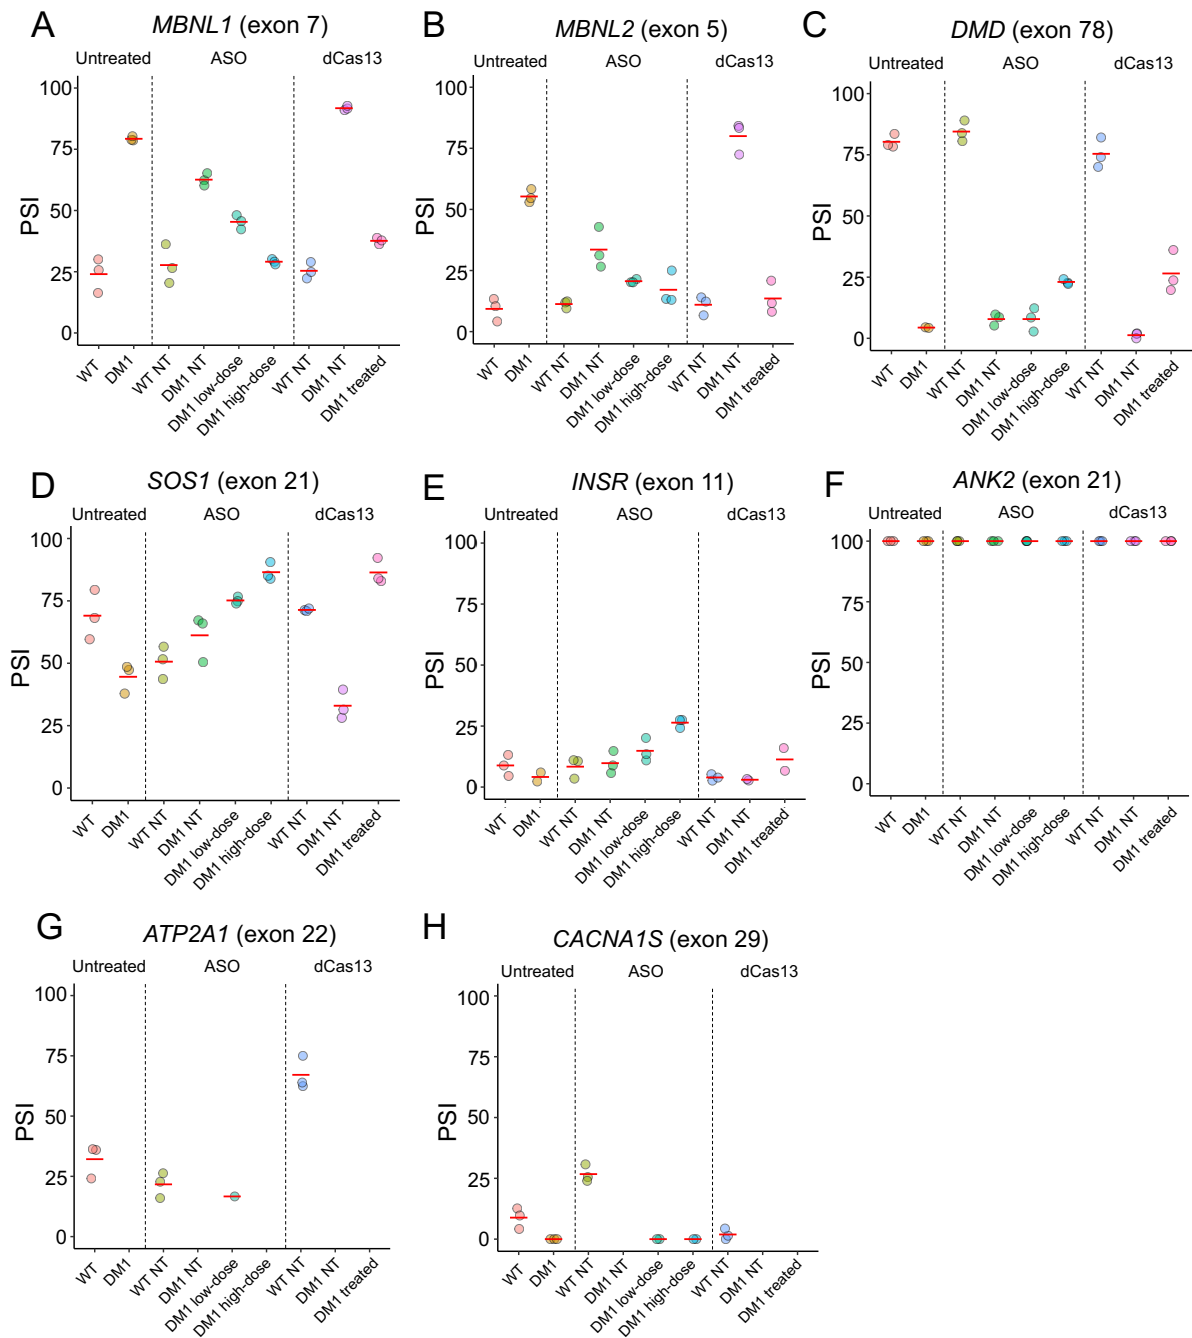 A
MBNL1 (exon 7)
Untreated
ASO
dCas13
100
75
50
25
0
PSI
WT
DM1
WT NT
DM1 NT
DM1 low-dose
DM1 high-dose
WT NT
DM1 NT
DM1 treated
B
MBNL2 (exon 5)
Untreated
ASO
dCas13
100
75
50
25
0
PSI
WT
DM1
WT NT
DM1 NT
DM1 low-dose
DM1 high-dose
WT NT
DM1 NT
DM1 treated
C
DMD (exon 78)
Untreated
ASO
dCas13
100
75
50
25
0
PSI
WT
DM1
WT NT
DM1 NT
DM1 low-dose
DM1 high-dose
WT NT
DM1 NT
DM1 treated
D
SOS1 (exon 21)
Untreated
ASO
dCas13
100
75
50
25
0
PSI
WT
DM1
WT NT
DM1 NT
DM1 low-dose
DM1 high-dose
WT NT
DM1 NT
DM1 treated
E
INSR (exon 11)
Untreated
ASO
dCas13
100
75
50
25
0
PSI
WT
DM1
WT NT
DM1 NT
DM1 low-dose
DM1 high-dose
WT NT
DM1 NT
DM1 treated
F
ANK2 (exon 21)
Untreated
ASO
dCas13
100
75
50
25
0
PSI
WT
DM1
WT NT
DM1 NT
DM1 low-dose
DM1 high-dose
WT NT
DM1 NT
DM1 treated
G
ATP2A1 (exon 22)
Untreated
ASO
dCas13
100
75
50
25
0
PSI
WT
DM1
WT NT
DM1 NT
DM1 low-dose
DM1 high-dose
WT NT
DM1 NT
DM1 treated
H
CACNA1S (exon 29)
Untreated
ASO
dCas13
100
75
50
25
0
PSI
WT
DM1
WT NT
DM1 NT
DM1 low-dose
DM1 high-dose
WT NT
DM1 NT
DM1 treated